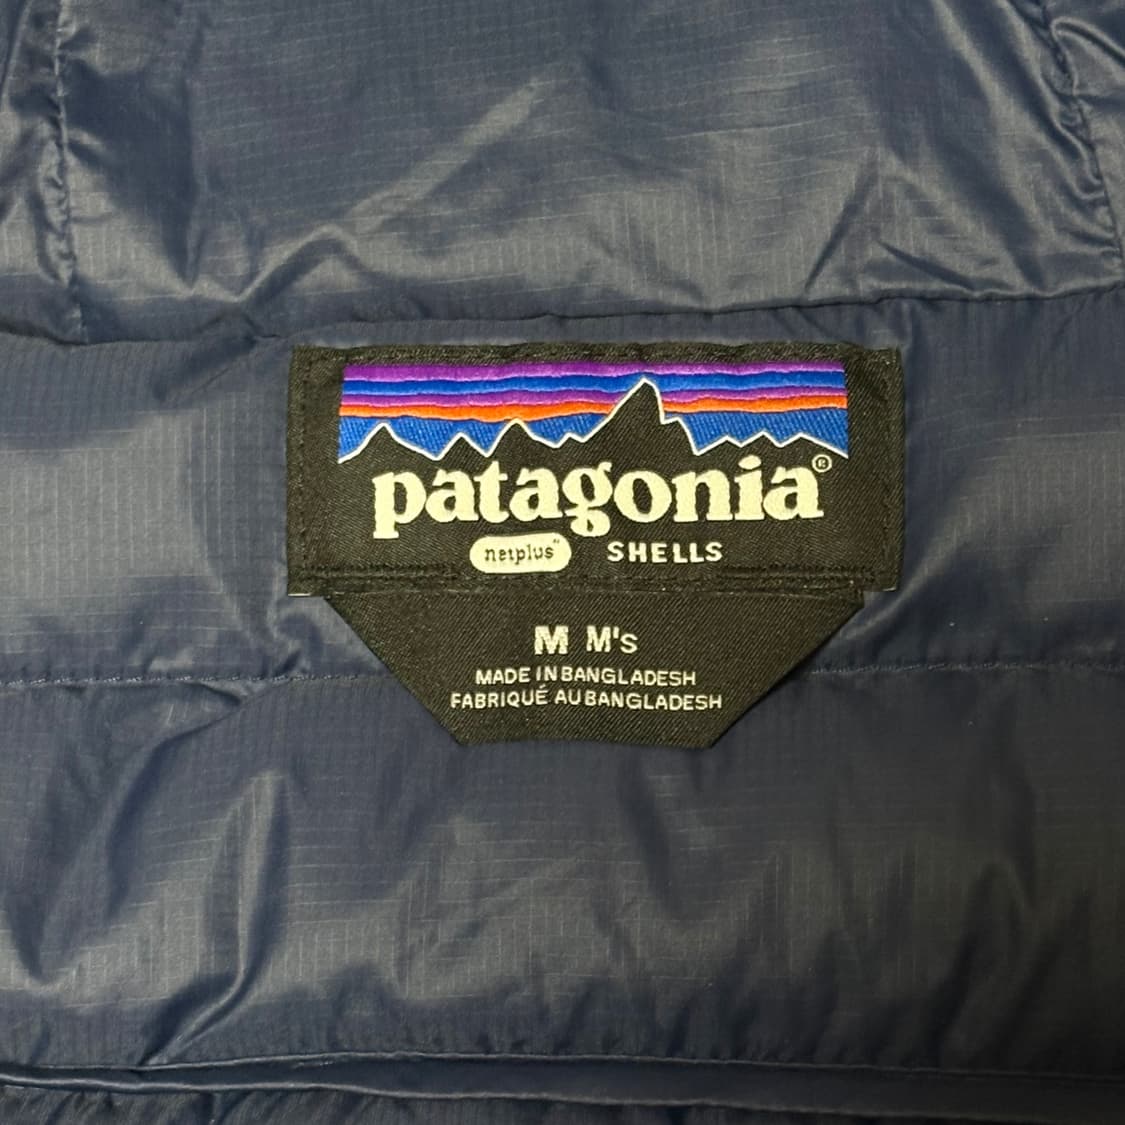 patagonia®
netplus™ SHELLS
M M's
MADE IN BANGLADESH
FABRIQUÉ AU BANGLADESH